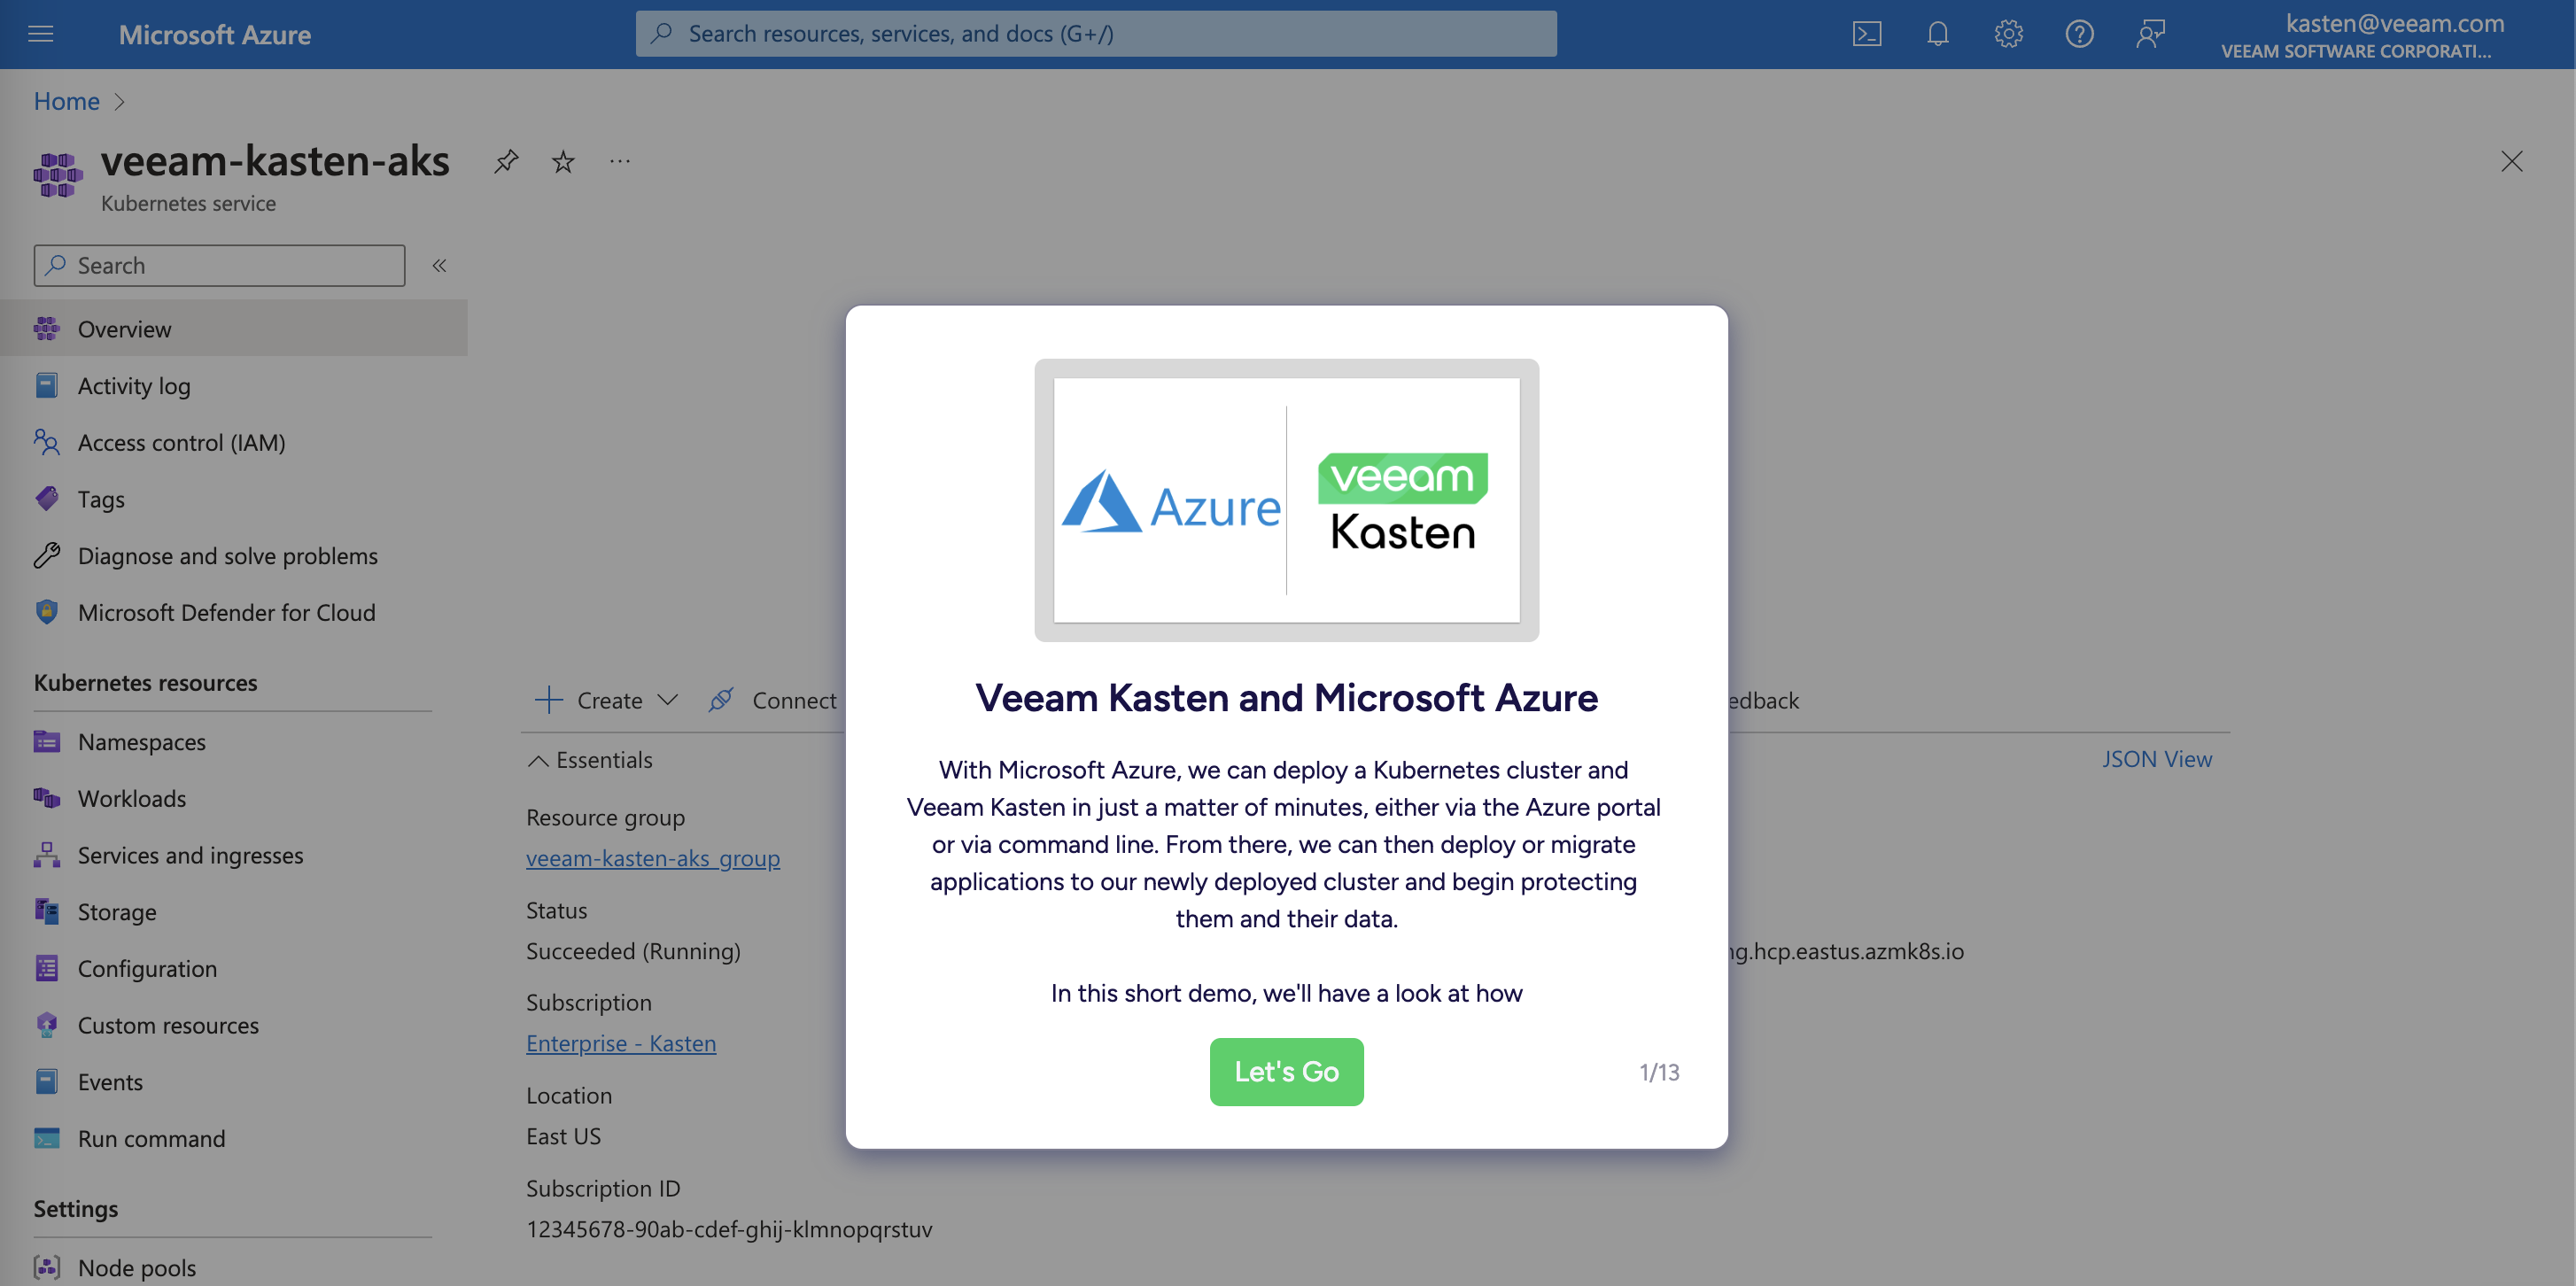 Microsoft Azure
Search resources, services, and docs (G+/)
kasten@veeam.com
VEEAM SOFTWARE CORPORATI...
Home
veeam-kasten-aks
Kubernetes service
Search
Overview
Activity log
Access control (IAM)
Tags
Diagnose and solve problems
Microsoft Defender for Cloud
Kubernetes resources
Namespaces
Workloads
Services and ingresses
Storage
Configuration
Custom resources
Events
Run command
Settings
Node pools
Create
Connect
edback
Essentials
JSON View
Resource group
veeam-kasten-aks_group
Status
Succeeded (Running)
ng.hcp.eastus.azmk8s.io
Subscription
Enterprise - Kasten
Location
East US
Subscription ID
12345678-90ab-cdef-ghij-klmnopqrstuv
Azure
veeam
Kasten
Veeam Kasten and Microsoft Azure
With Microsoft Azure, we can deploy a Kubernetes cluster and
Veeam Kasten in just a matter of minutes, either via the Azure portal
or via command line. From there, we can then deploy or migrate
applications to our newly deployed cluster and begin protecting
them and their data.
In this short demo, we'll have a look at how
Let's Go
1/13